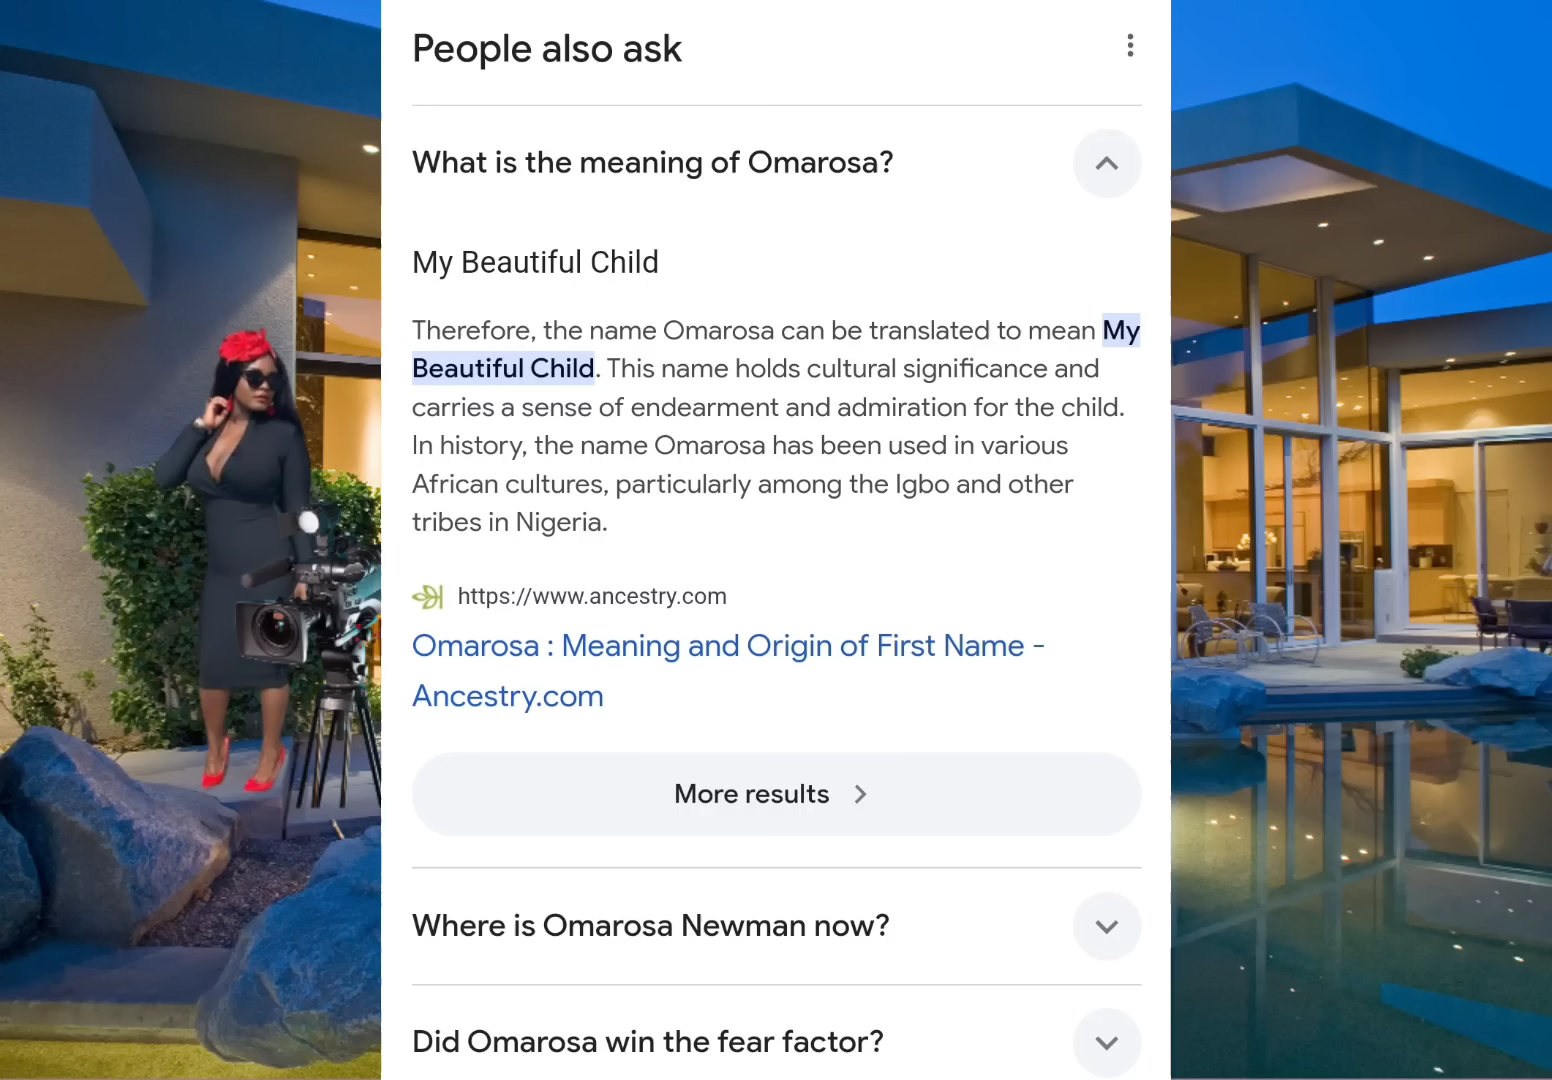 People also ask
What is the meaning of Omarosa?
My Beautiful Child
Therefore, the name Omarosa can be translated to mean My
Beautiful Child. This name holds cultural significance and
carries a sense of endearment and admiration for the child.
In history, the name Omarosa has been used in various
African cultures, particularly among the Igbo and other
tribes in Nigeria.
https://www.ancestry.com
Omarosa : Meaning and Origin of First Name -
Ancestry.com
More results
Where is Omarosa Newman now?
Did Omarosa win the fear factor?